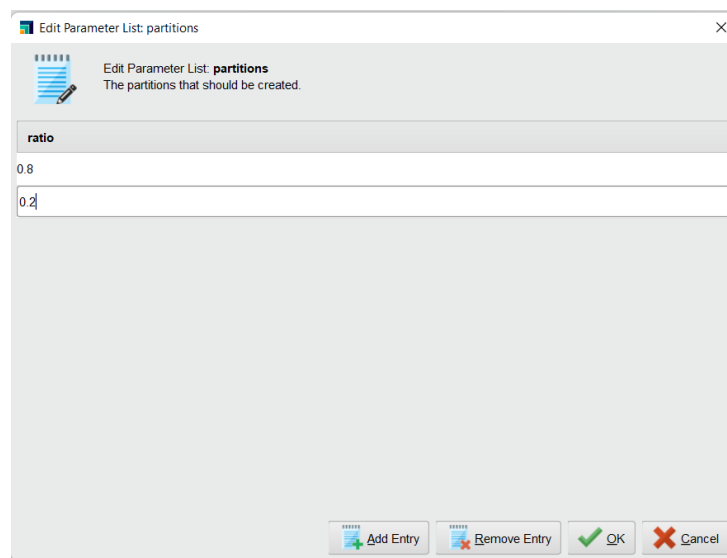 Edit Parameter List: partitions
Edit Parameter List: partitions
The partitions that should be created.
ratio
0.8
0.2
Add Entry
Remove Entry
OK
Cancel